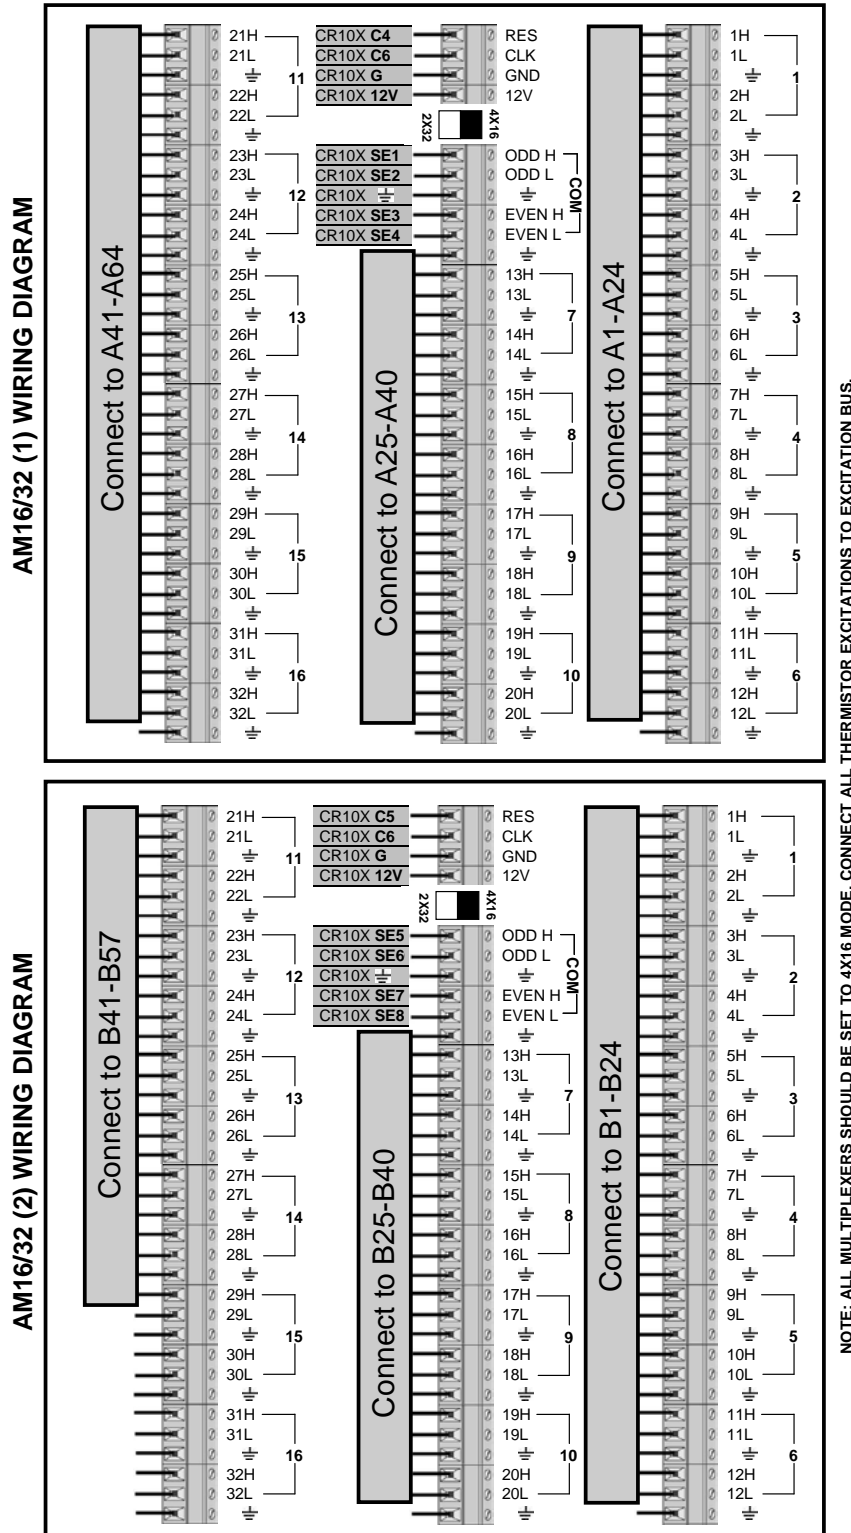 AM16/32 (1) WIRING DIAGRAM
Connect to A41-A64
21H
21L
11
22H
22L
23H
23L
12
24H
24L
25H
25L
13
26H
26L
27H
27L
14
28H
28L
29H
29L
15
30H
30L
31H
31L
16
32H
32L
CR10X C4
CR10X C6
CR10X G
CR10X 12V
RES
CLK
GND
12V
2X32
4X16
CR10X SE1
CR10X SE2
CR10X
CR10X SE3
CR10X SE4
ODD H
ODD L
COM
EVEN H
EVEN L
Connect to A25-A40
13H
13L
7
14H
14L
15H
15L
8
16H
16L
17H
17L
9
18H
18L
19H
19L
10
20H
20L
Connect to A1-A24
1H
1L
1
2H
2L
3H
3L
2
4H
4L
5H
5L
3
6H
6L
7H
7L
4
8H
8L
9H
9L
5
10H
10L
11H
11L
6
12H
12L
AM16/32 (2) WIRING DIAGRAM
Connect to B41-B57
21H
21L
11
22H
22L
23H
23L
12
24H
24L
25H
25L
13
26H
26L
27H
27L
14
28H
28L
29H
29L
15
30H
30L
31H
31L
16
32H
32L
CR10X C5
CR10X C6
CR10X G
CR10X 12V
RES
CLK
GND
12V
2X32
4X16
CR10X SE5
CR10X SE6
CR10X
CR10X SE7
CR10X SE8
ODD H
ODD L
COM
EVEN H
EVEN L
Connect to B25-B40
13H
13L
7
14H
14L
15H
15L
8
16H
16L
17H
17L
9
18H
18L
19H
19L
10
20H
20L
Connect to B1-B24
1H
1L
1
2H
2L
3H
3L
2
4H
4L
5H
5L
3
6H
6L
7H
7L
4
8H
8L
9H
9L
5
10H
10L
11H
11L
6
12H
12L
NOTE: ALL MULTIPLEXERS SHOULD BE SET TO 4X16 MODE. CONNECT ALL THERMISTOR EXCITATIONS TO EXCITATION BUS.